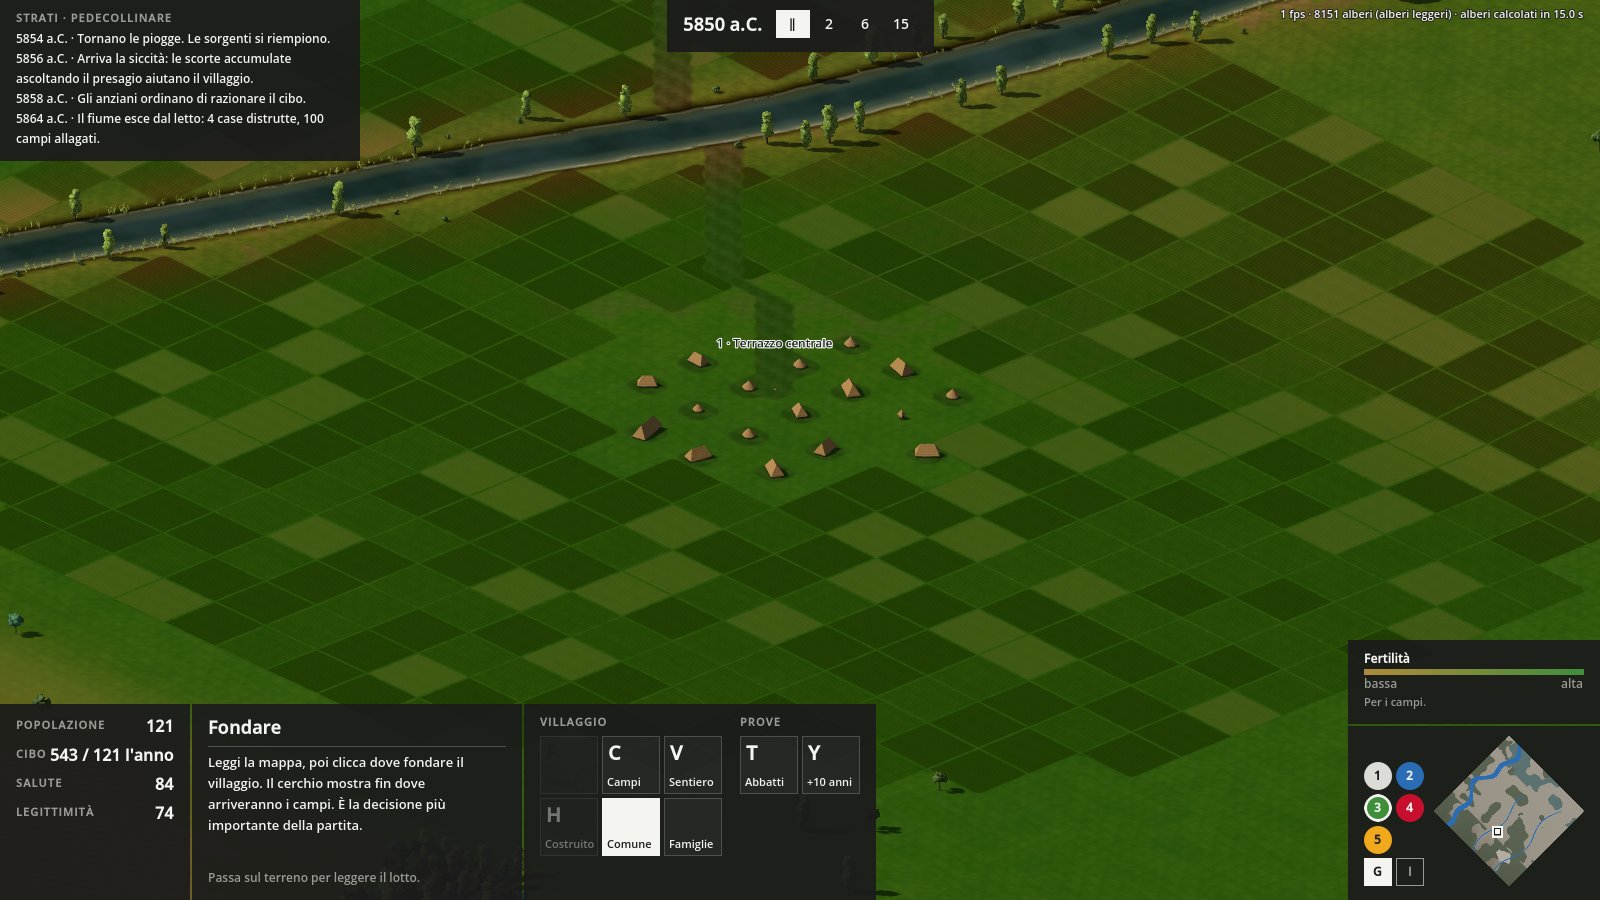 STRATI · PEDECOLLINARE
5854 a.C. · Tornano le piogge. Le sorgenti si riempiono.
5856 a.C. · Arriva la siccità: le scorte accumulate
ascoltando il presagio aiutano il villaggio.
5858 a.C. · Gli anziani ordinano di razionare il cibo.
5864 a.C. · Il fiume esce dal letto: 4 case distrutte, 100
campi allagati.
5850 a.C. || 2 6 15
1 fps · 8151 alberi (alberi leggeri) · alberi calcolati in 15.0 s
1 · Terrazzo centrale
POPOLAZIONE 121
CIBO 543 / 121 l'anno
SALUTE 84
LEGITTIMITÀ 74
Fondare
Leggi la mappa, poi clicca dove fondare il
villaggio. Il cerchio mostra fin dove
arriveranno i campi. È la decisione più
importante della partita.
Passa sul terreno per leggere il lotto.
VILLAGGIO
F
C
Campi
V
Sentiero
H
Costruito
Comune
Famiglie
PROVE
T
Abbatti
Y
+10 anni
Fertilità
bassa alta
Per i campi.
1 2
3 4
5
G I